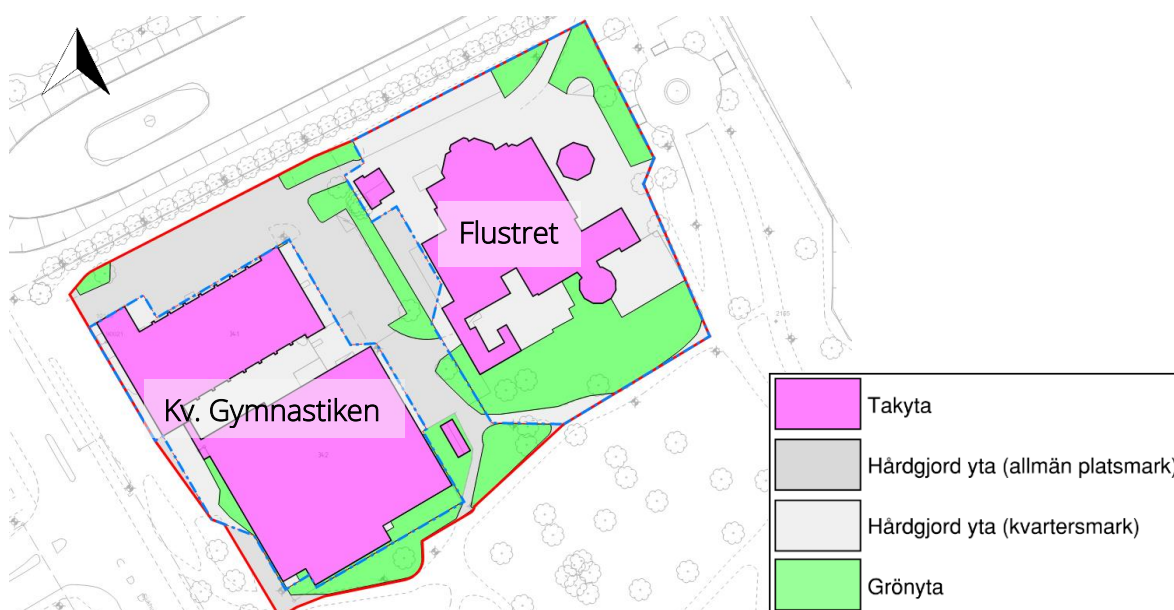 Flustret
Kv. Gymnastiken
Takyta
Hårdgjord yta (allmän platsmark)
Hårdgjord yta (kvartersmark)
Grönyta